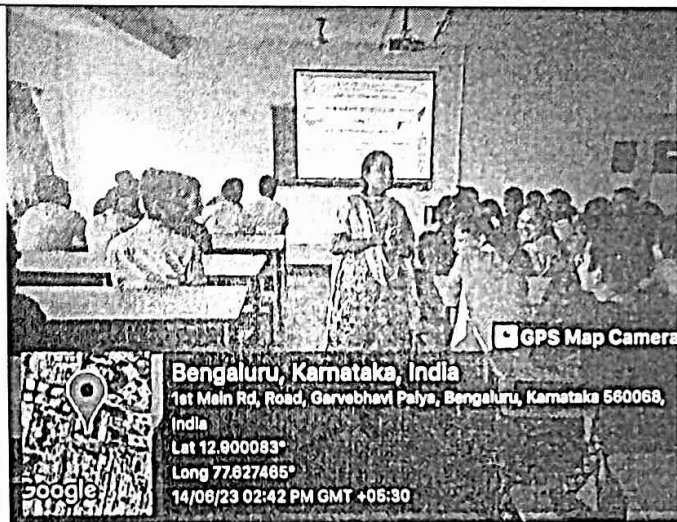 GPS Map Camera
Bengaluru, Karnataka, India
1st Main Rd, Road, Garvebhavi Palya, Bengaluru, Karnataka 560068,
India
Lat 12.900083°
Long 77.627465°
14/06/23 02:42 PM GMT +05:30
Google